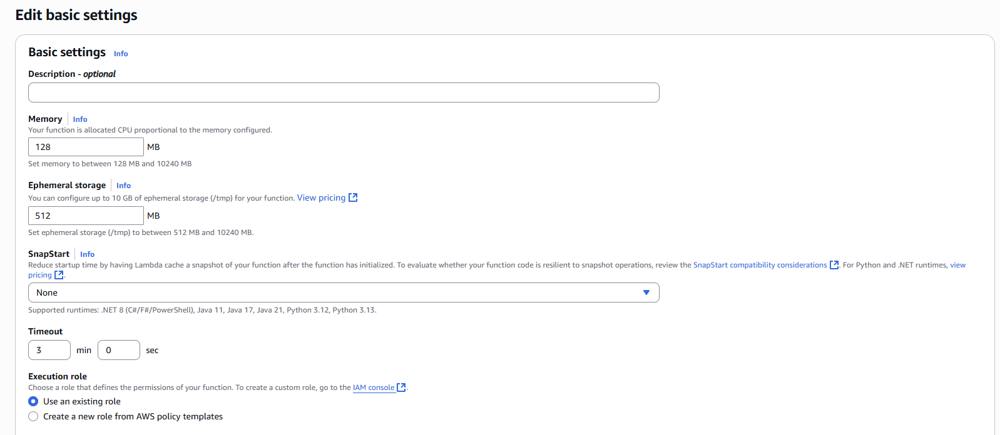 Edit basic settings
Basic settings Info
Description - optional
Memory Info
Your function is allocated CPU proportional to the memory configured.
128 MB
Set memory to between 128 MB and 10240 MB
Ephemeral storage Info
You can configure up to 10 GB of ephemeral storage (/tmp) for your function. View pricing
512 MB
Set ephemeral storage (/tmp) to between 512 MB and 10240 MB.
SnapStart Info
Reduce startup time by having Lambda cache a snapshot of your function after the function has initialized. To evaluate whether your function code is resilient to snapshot operations, review the SnapStart compatibility considerations. For Python and .NET runtimes, view
pricing.
None
Supported runtimes: .NET 8 (C#/F#/PowerShell), Java 11, Java 17, Java 21, Python 3.12, Python 3.13.
Timeout
3 min 0 sec
Execution role
Choose a role that defines the permissions of your function. To create a custom role, go to the IAM console.
Use an existing role
Create a new role from AWS policy templates